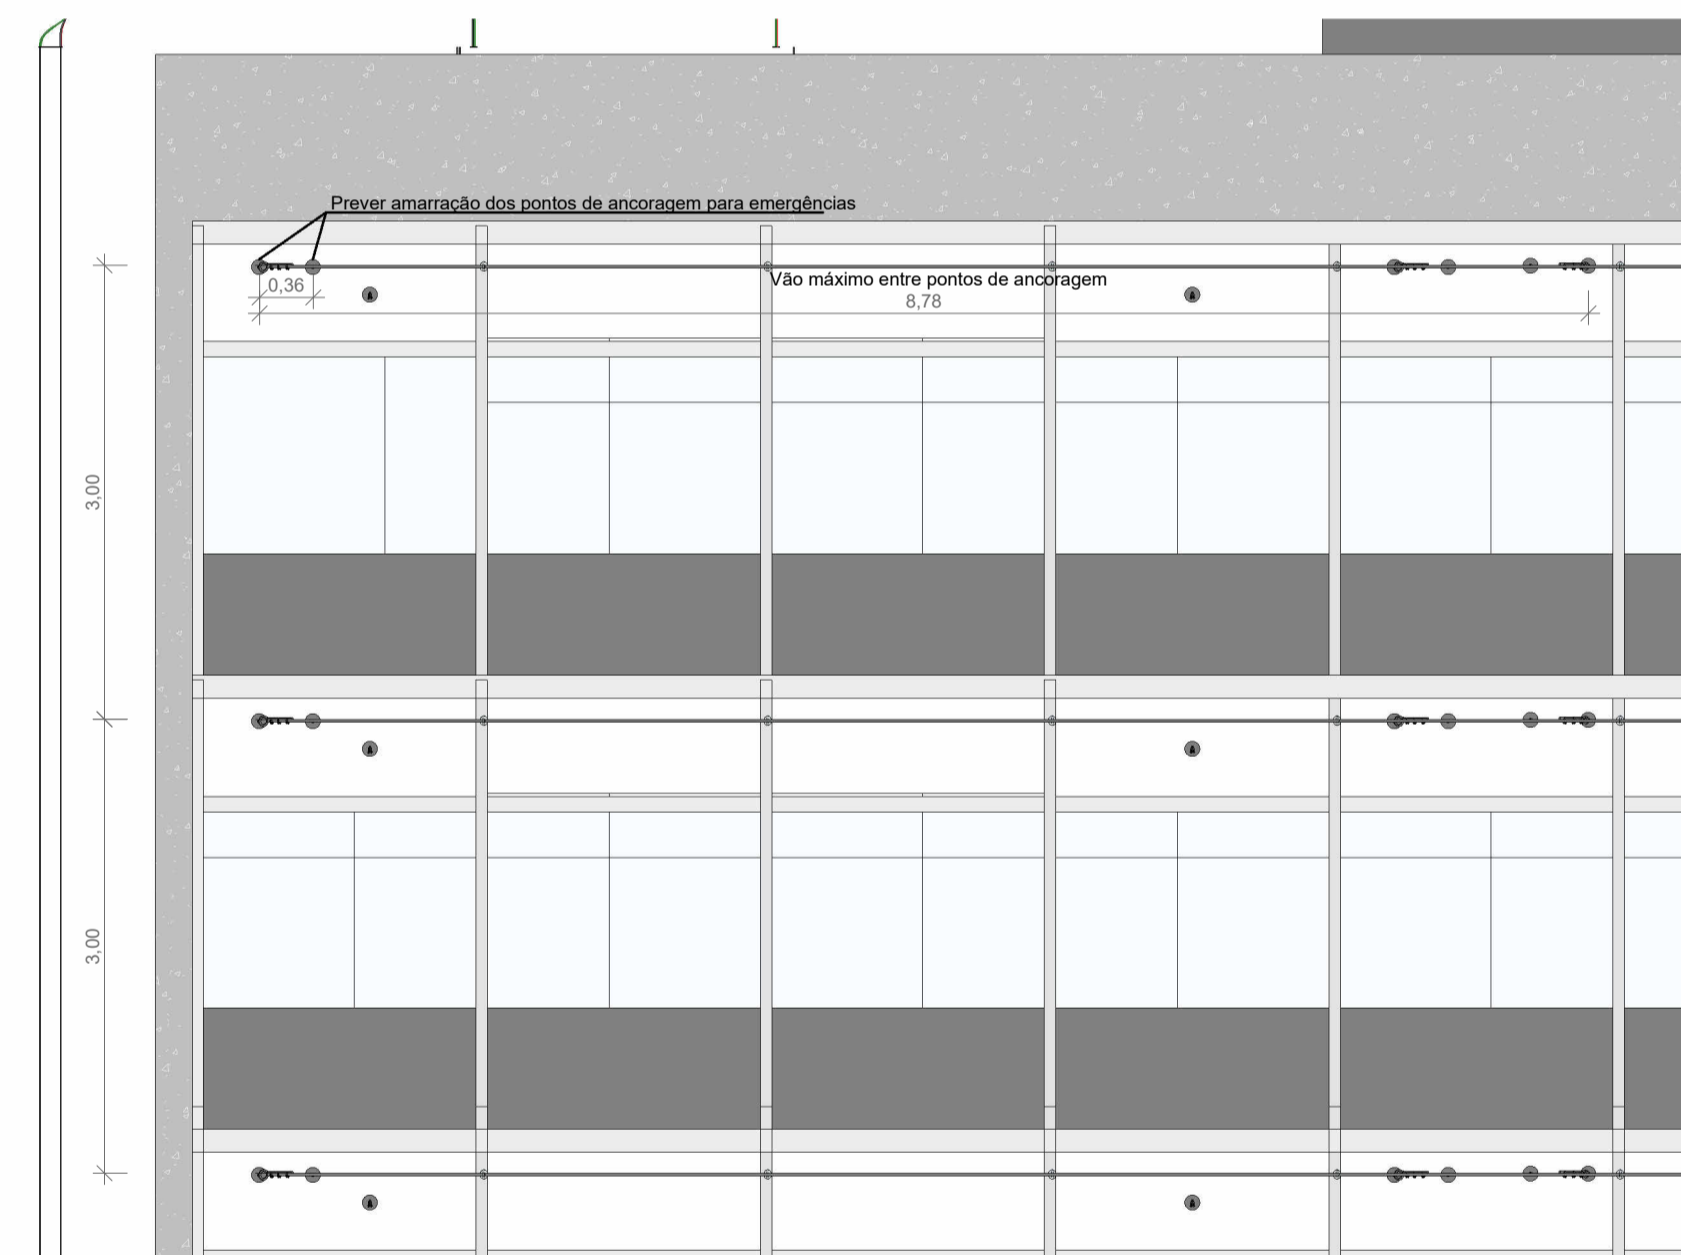 Prever amarração dos pontos de ancoragem para emergências
0,36
Vão máximo entre pontos de ancoragem
8,78
3,00
3,00